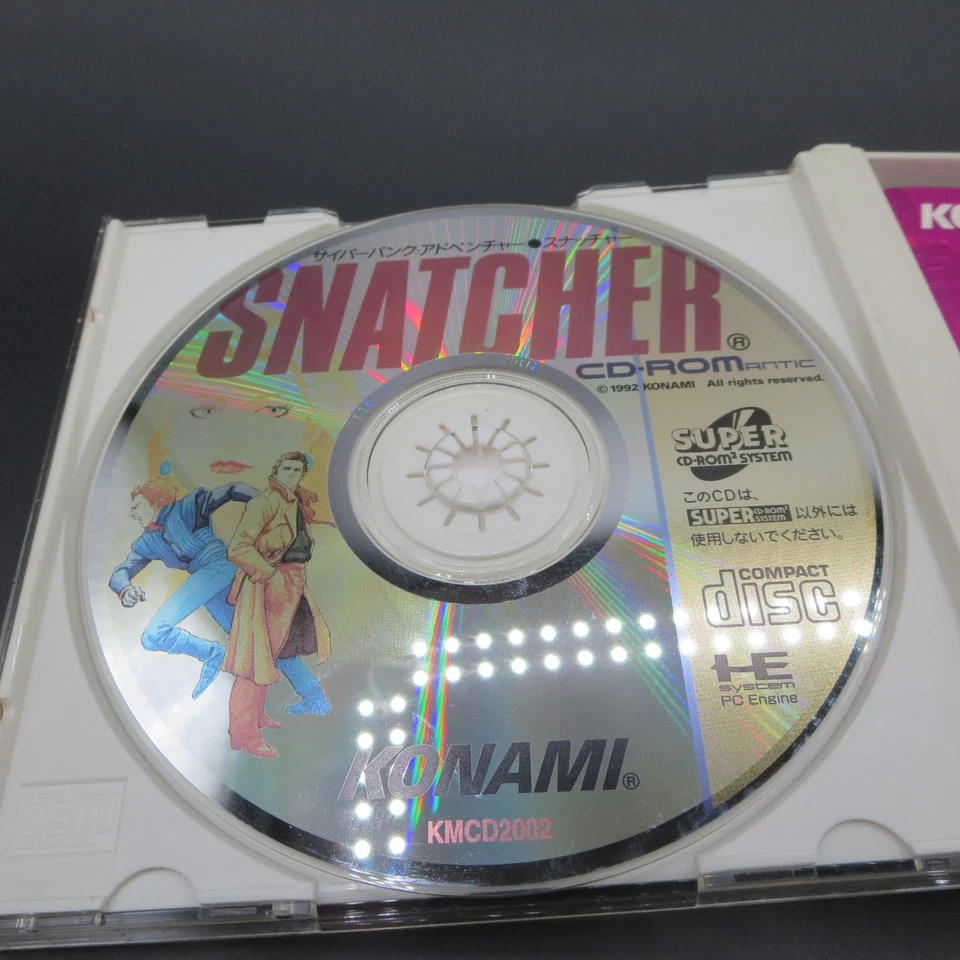 サイバーパンク・アドベンチャー●スナッチャー
SNATCHER®
CD-ROMANTIC
© 1992 KONAMI All rights reserved.
SUPER
CD-ROM² SYSTEM
このCDは、
SUPER CD-ROM² SYSTEM 以外には
使用しないでください。
COMPACT
disc
HE
system
PC Engine
KONAMI®
KMCD2002
KO